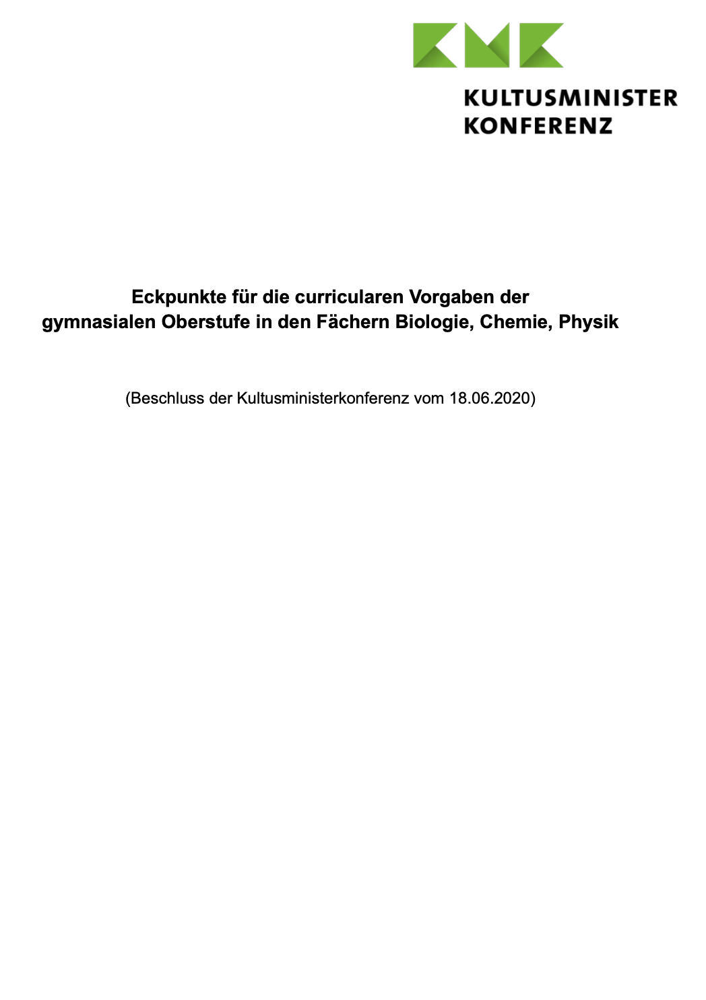 KMK
KULTUSMINISTER
KONFERENZ
Eckpunkte für die curricularen Vorgaben der
gymnasialen Oberstufe in den Fächern Biologie, Chemie, Physik
(Beschluss der Kultusministerkonferenz vom 18.06.2020)